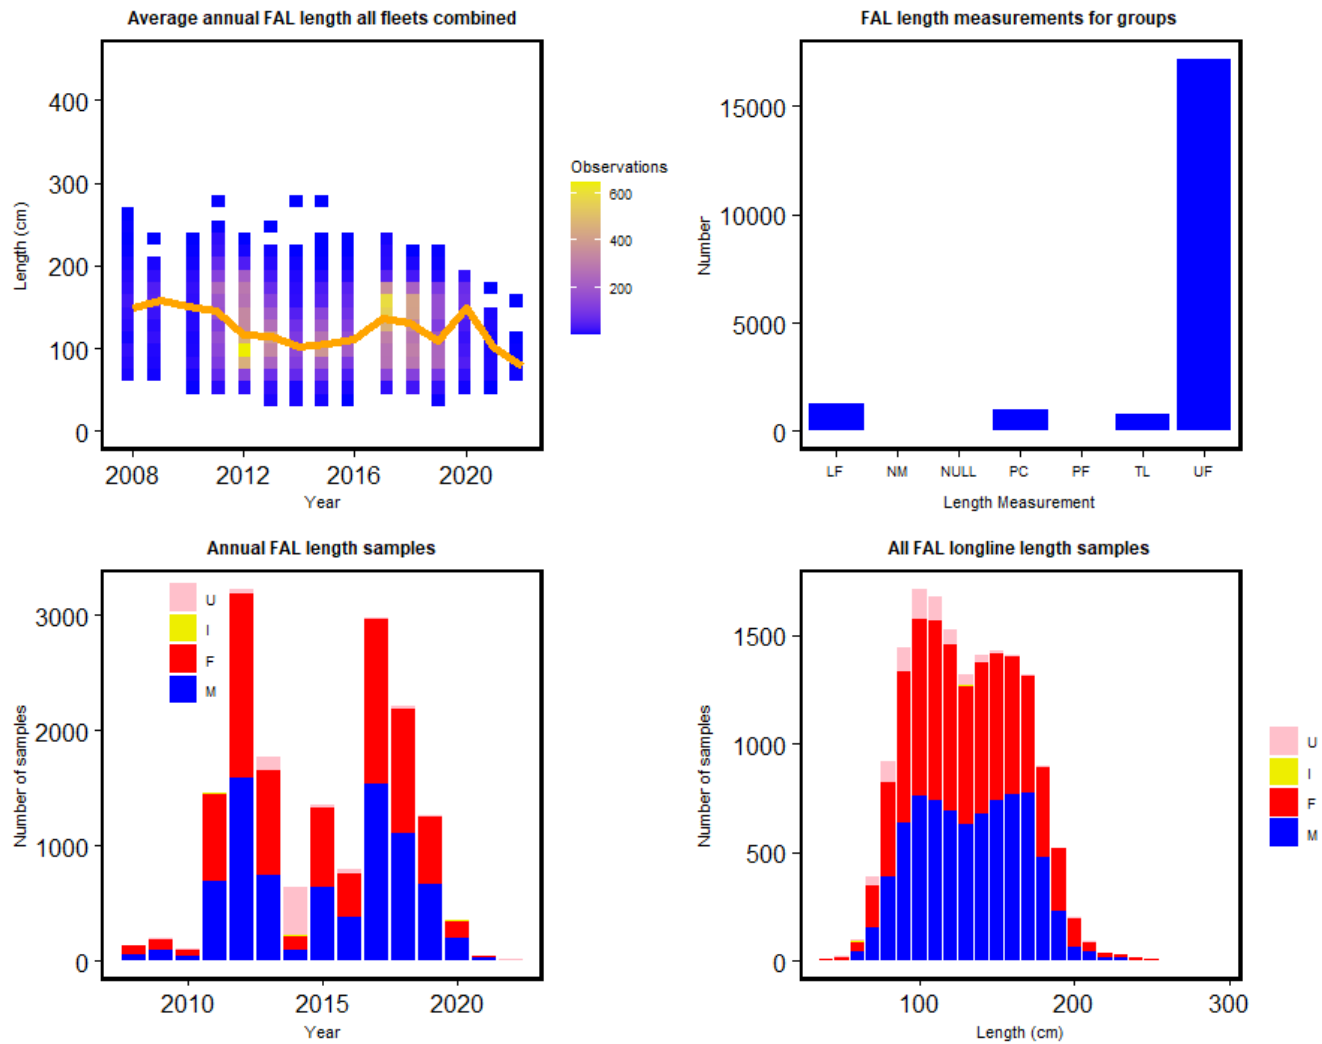 Average annual FAL length all fleets combined
Length (cm)
400
300
200
100
0
2008 2012 2016 2020
Year
Observations
600
400
200
FAL length measurements for groups
Number
15000
10000
5000
0
LF NM NULL PC PF TL UF
Length Measurement
Annual FAL length samples
Number of samples
3000
2000
1000
0
U
I
F
M
2010 2015 2020
Year
All FAL longline length samples
Number of samples
1500
1000
500
0
100 200 300
Length (cm)
U
I
F
M